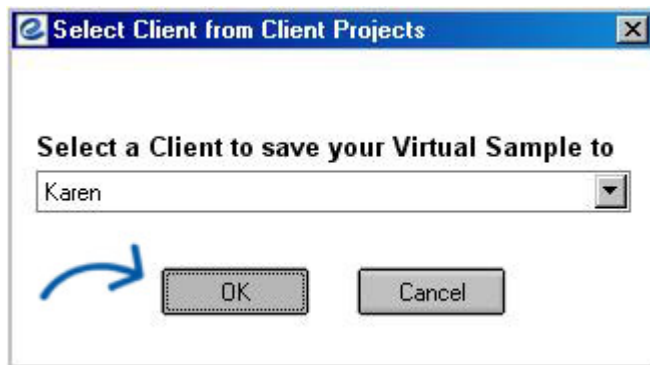 Select Client from Client Projects
Select a Client to save your Virtual Sample to
Karen
OK Cancel